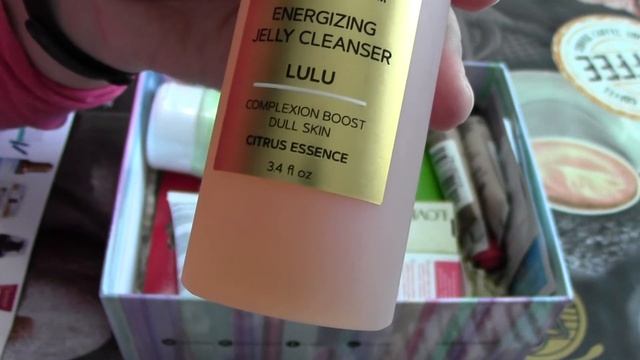 ENERGIZING
JELLY CLEANSER
LULU
COMPLEXION BOOST
DULL SKIN
CITRUS ESSENCE
3.4 fl oz